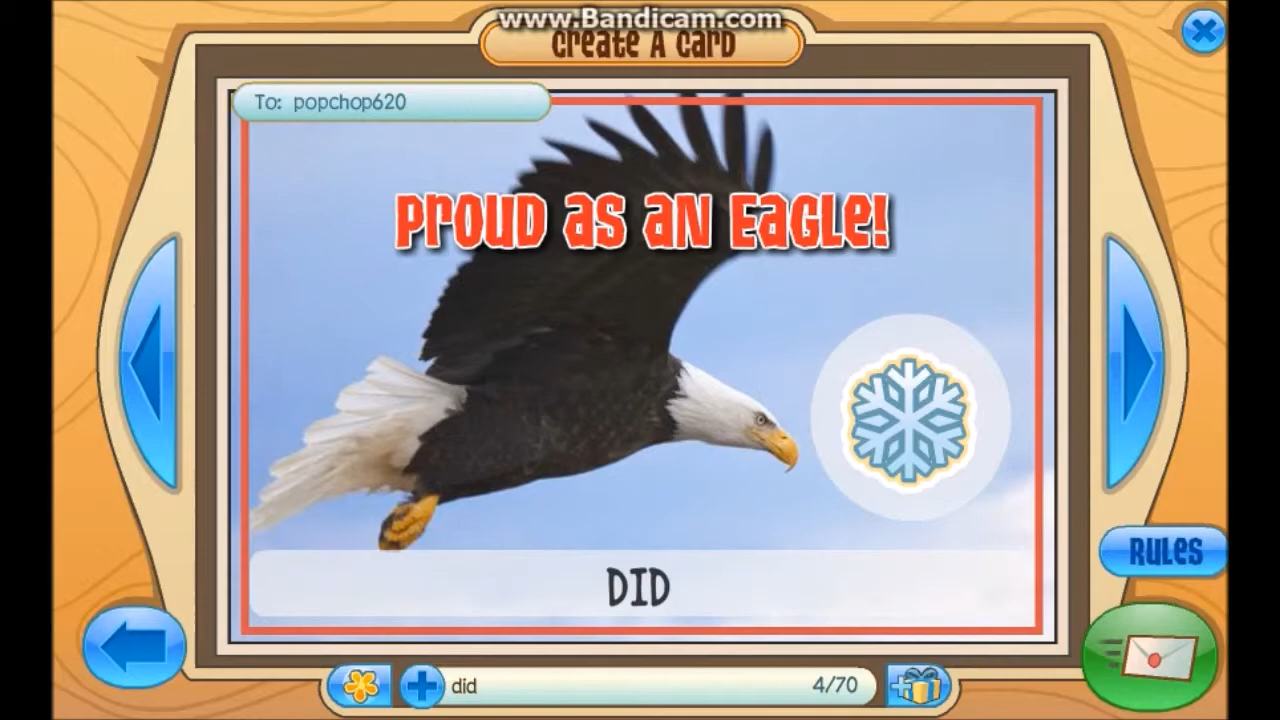 www.Bandicam.com
Create A Card
To: popchop620
Proud as an Eagle!
DID
RULES
did
4/70